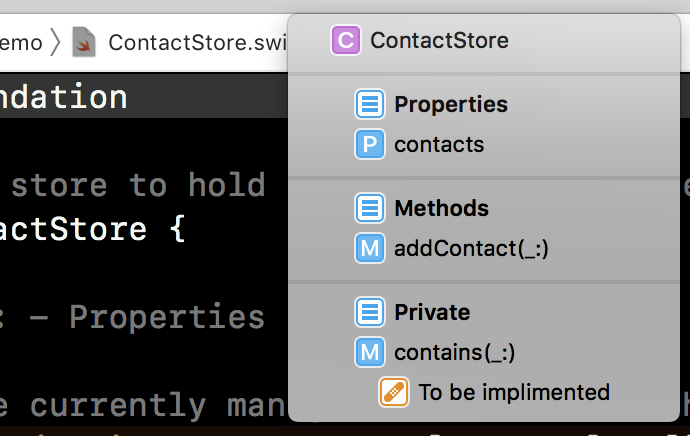 emo ContactStore.swi
ndation
store to hold
actStore {
: - Properties
e currently man
C ContactStore
Properties
P contacts
Methods
M addContact(_:)
Private
M contains(_:)
To be implimented